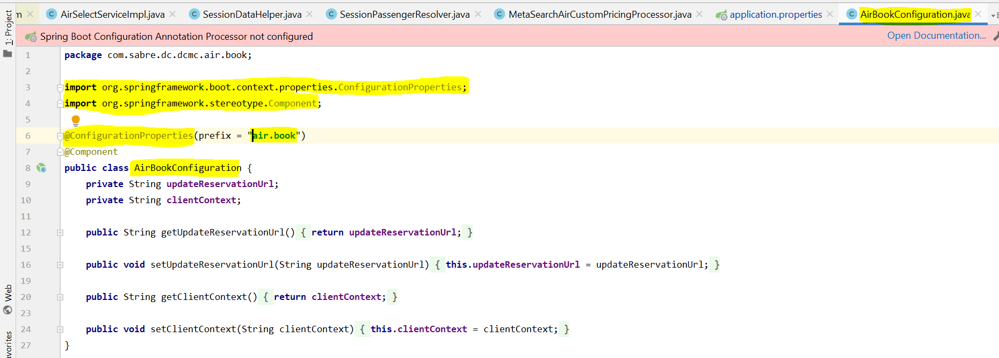 m AirSelectServiceImpl.java SessionDataHelper.java SessionPassengerResolver.java MetaSearchAirCustomPricingProcessor.java application.properties AirBookConfiguration.java
1: Project
Spring Boot Configuration Annotation Processor not configured Open Documentation...
1 package com.sabre.dc.dcmc.air.book;
2
3 import org.springframework.boot.context.properties.ConfigurationProperties;
4 import org.springframework.stereotype.Component;
5
6 @ConfigurationProperties(prefix = "air.book")
7 @Component
8 public class AirBookConfiguration {
9 private String updateReservationUrl;
10 private String clientContext;
11
12 public String getUpdateReservationUrl() { return updateReservationUrl; }
15
16 public void setUpdateReservationUrl(String updateReservationUrl) { this.updateReservationUrl = updateReservationUrl; }
19
20 public String getClientContext() { return clientContext; }
23
24 public void setClientContext(String clientContext) { this.clientContext = clientContext; }
27 }
Web
avorites